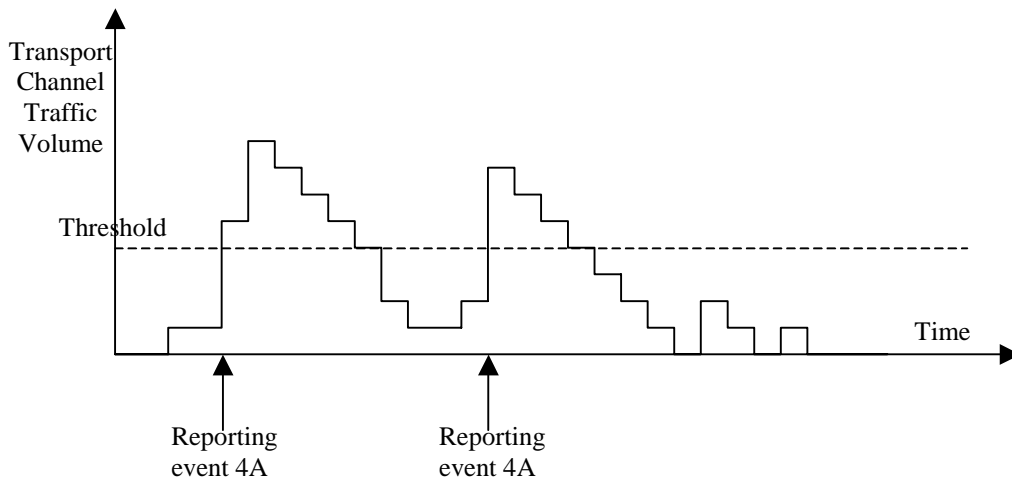 Transport
Channel
Traffic
Volume
Threshold
Time
Reporting
event 4A
Reporting
event 4A